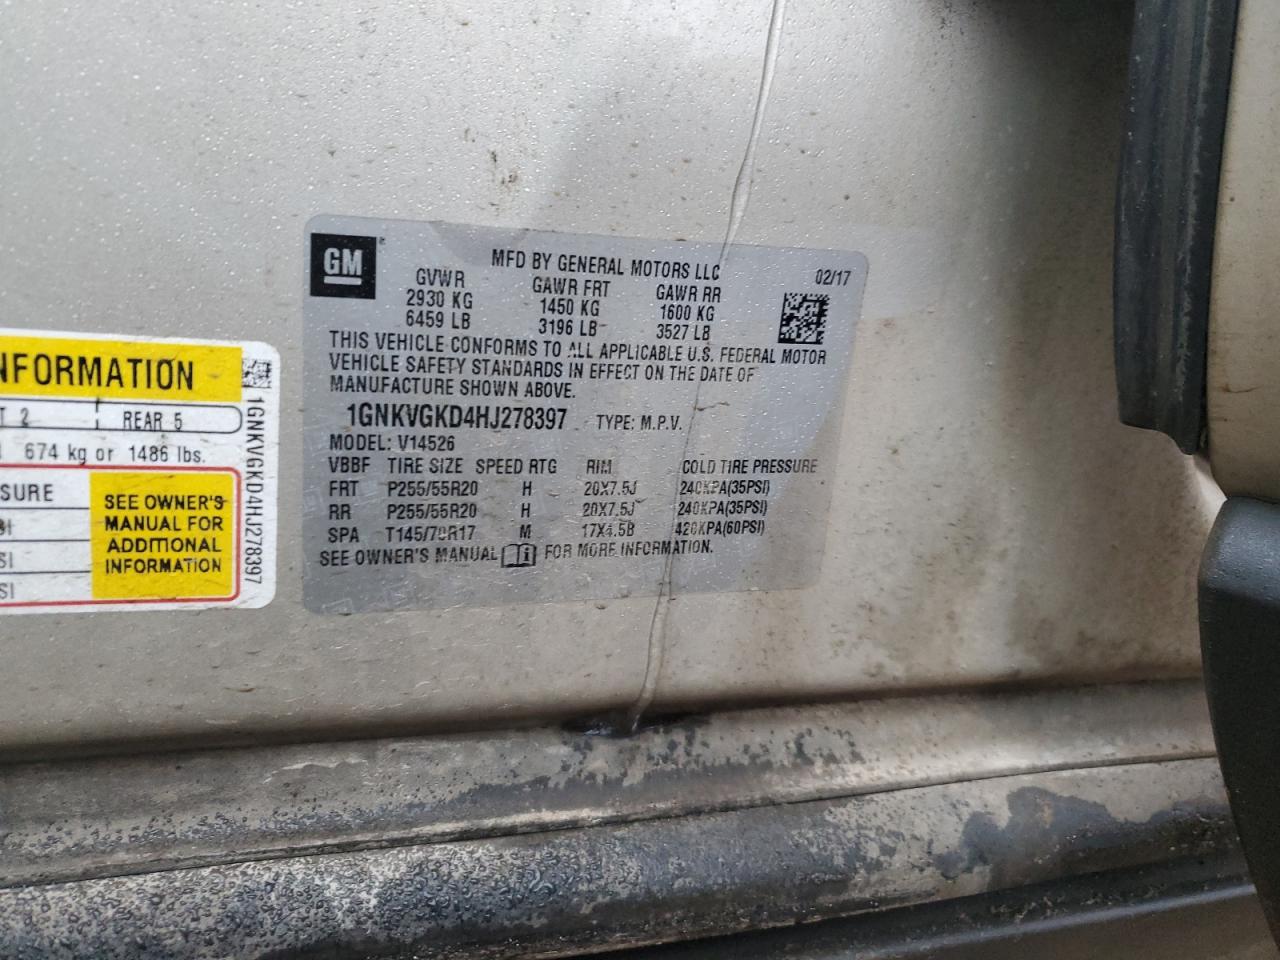 GM
MFD BY GENERAL MOTORS LLC 02/17
GVWR GAWR FRT GAWR RR
2930 KG 1450 KG 1600 KG
6459 LB 3196 LB 3527 LB
THIS VEHICLE CONFORMS TO ALL APPLICABLE U.S. FEDERAL MOTOR
VEHICLE SAFETY STANDARDS IN EFFECT ON THE DATE OF
MANUFACTURE SHOWN ABOVE.
1GNKVGKD4HJ278397 TYPE: M.P.V.
MODEL: V14526
VBBF TIRE SIZE SPEED RTG RIM COLD TIRE PRESSURE
FRT P255/55R20 H 20X7.5J 240KPA(35PSI)
RR P255/55R20 H 20X7.5J 240KPA(35PSI)
SPA T145/70R17 M 17X4.5B 420KPA(60PSI)
SEE OWNER'S MANUAL FOR MORE INFORMATION.
NFORMATION
T 2 REAR 5
674 kg or 1486 lbs.
SURE
SI
SI
SI
SEE OWNER'S
MANUAL FOR
ADDITIONAL
INFORMATION
1GNKVGKD4HJ278397